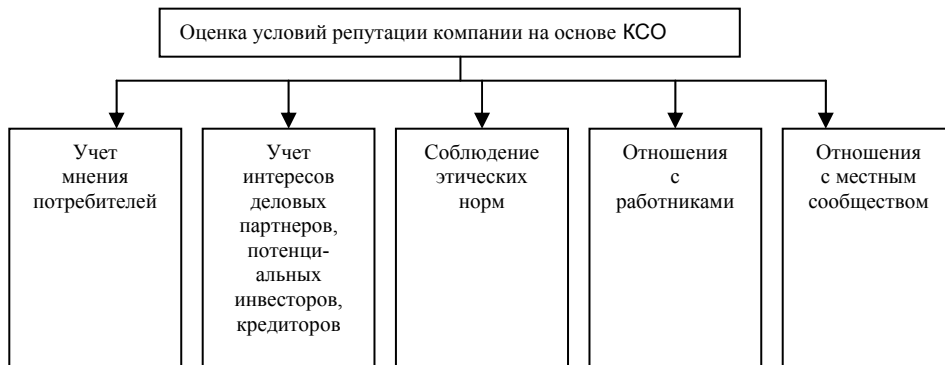 Оценка условий репутации компании на основе КСО
Учет
мнения
потребителей
Учет
интересов
деловых
партнеров,
потенци-
альных
инвесторов,
кредиторов
Соблюдение
этических
норм
Отношения
с
работниками
Отношения
с местным
сообществом